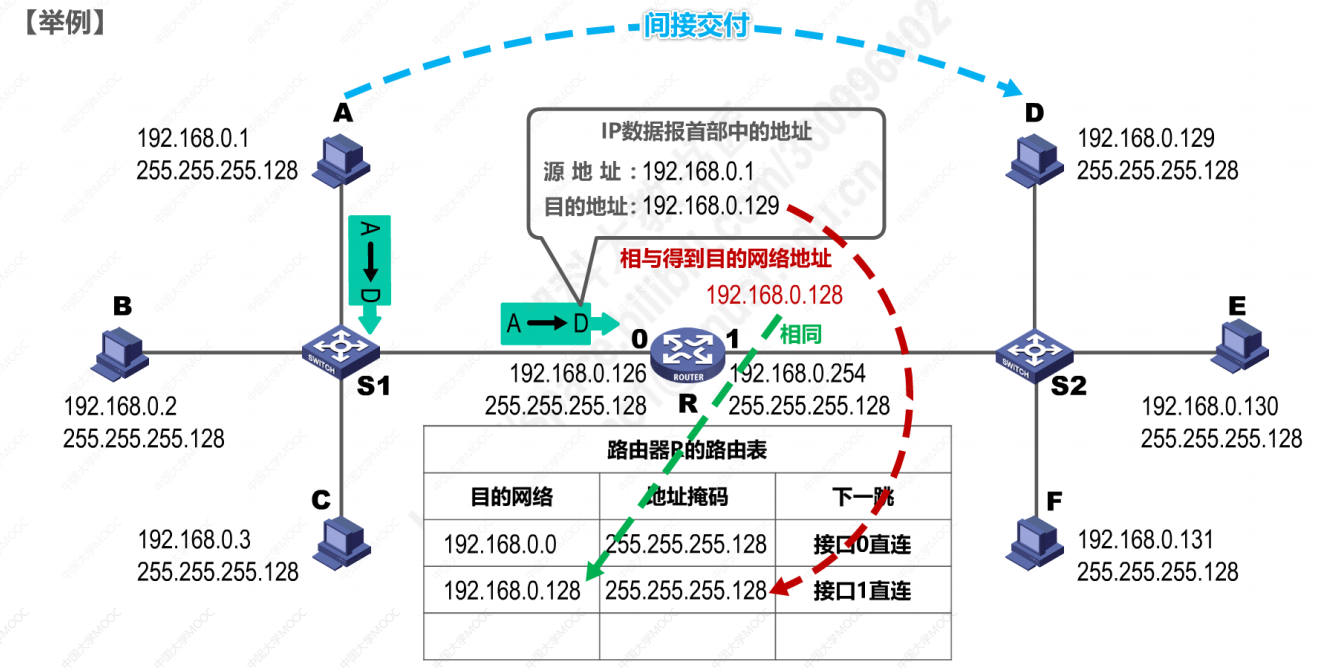 【举例】
间接交付
A
192.168.0.1
255.255.255.128
D
192.168.0.129
255.255.255.128
IP数据报首部中的地址
源地址：192.168.0.1
目的地址：192.168.0.129
相与得到目的网络地址
192.168.0.128
相同
A
D
A
D
B
192.168.0.2
255.255.255.128
SWITCH
S1
0
1
ROUTER
R
192.168.0.126
255.255.255.128
192.168.0.254
255.255.255.128
SWITCH
S2
E
192.168.0.130
255.255.255.128
C
192.168.0.3
255.255.255.128
F
192.168.0.131
255.255.255.128
路由器R的路由表
目的网络 地址掩码 下一跳
192.168.0.0 255.255.255.128 接口0直连
192.168.0.128 255.255.255.128 接口1直连
中国大学MOOC